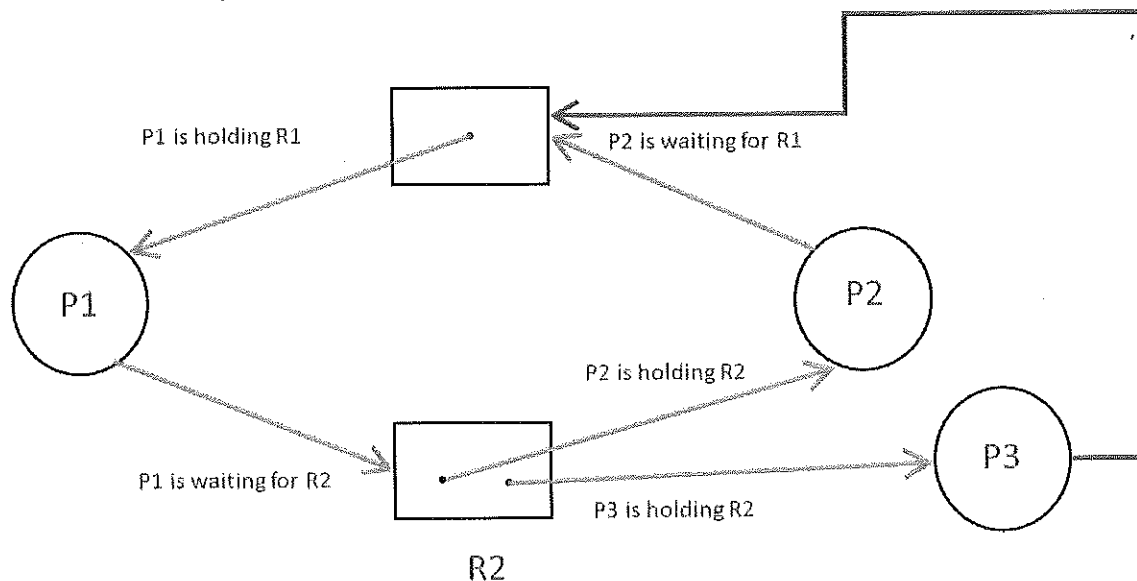 P1 is holding R1
P2 is waiting for R1
P1
P2
P2 is holding R2
P1 is waiting for R2
P3
P3 is holding R2
R2